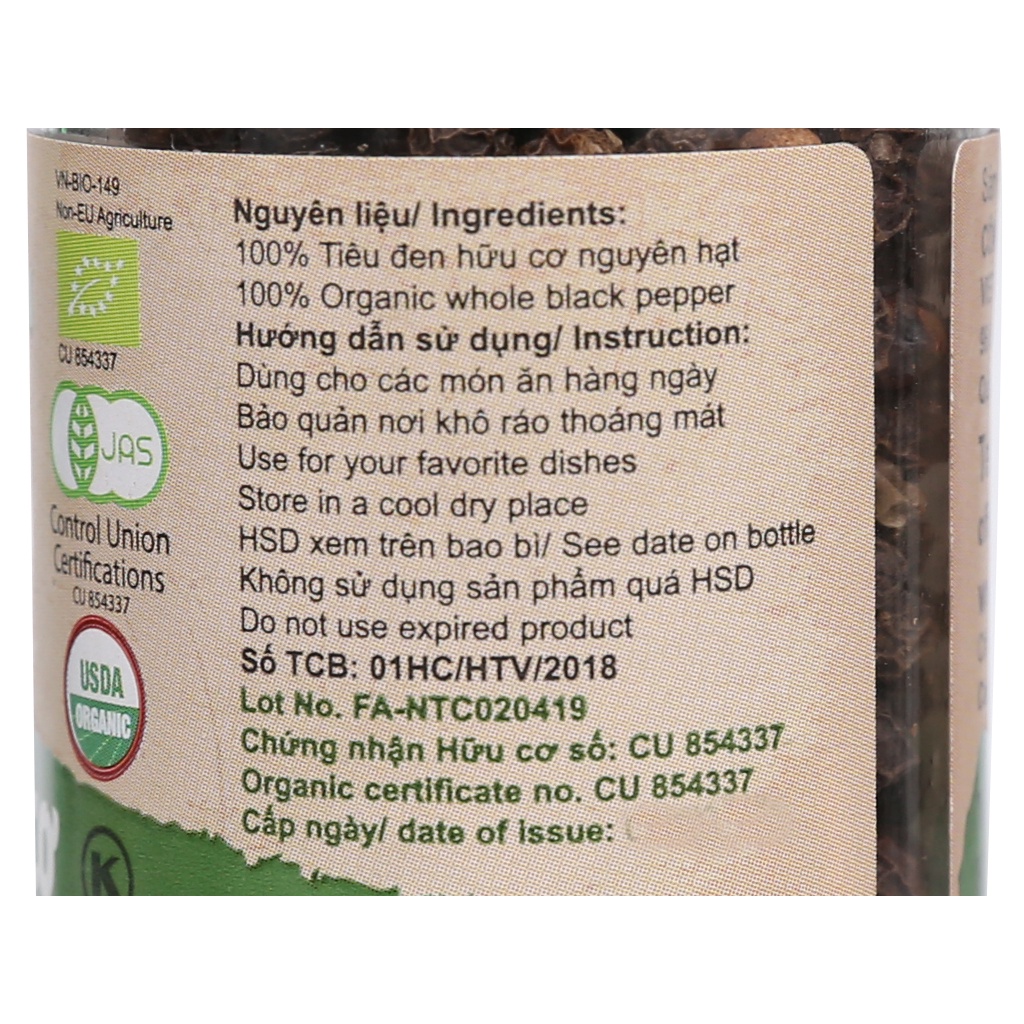 VN-BIO-149
Non-EU Agriculture
CU 854337
JAS
Control Union
Certifications
CU 854337
USDA
ORGANIC
K
Nguyên liệu/ Ingredients:
100% Tiêu đen hữu cơ nguyên hạt
100% Organic whole black pepper
Hướng dẫn sử dụng/ Instruction:
Dùng cho các món ăn hàng ngày
Bảo quản nơi khô ráo thoáng mát
Use for your favorite dishes
Store in a cool dry place
HSD xem trên bao bì/ See date on bottle
Không sử dụng sản phẩm quá HSD
Do not use expired product
Số TCB: 01HC/HTV/2018
Lot No. FA-NTC020419
Chứng nhận Hữu cơ số: CU 854337
Organic certificate no. CU 854337
Cấp ngày/ date of issue: